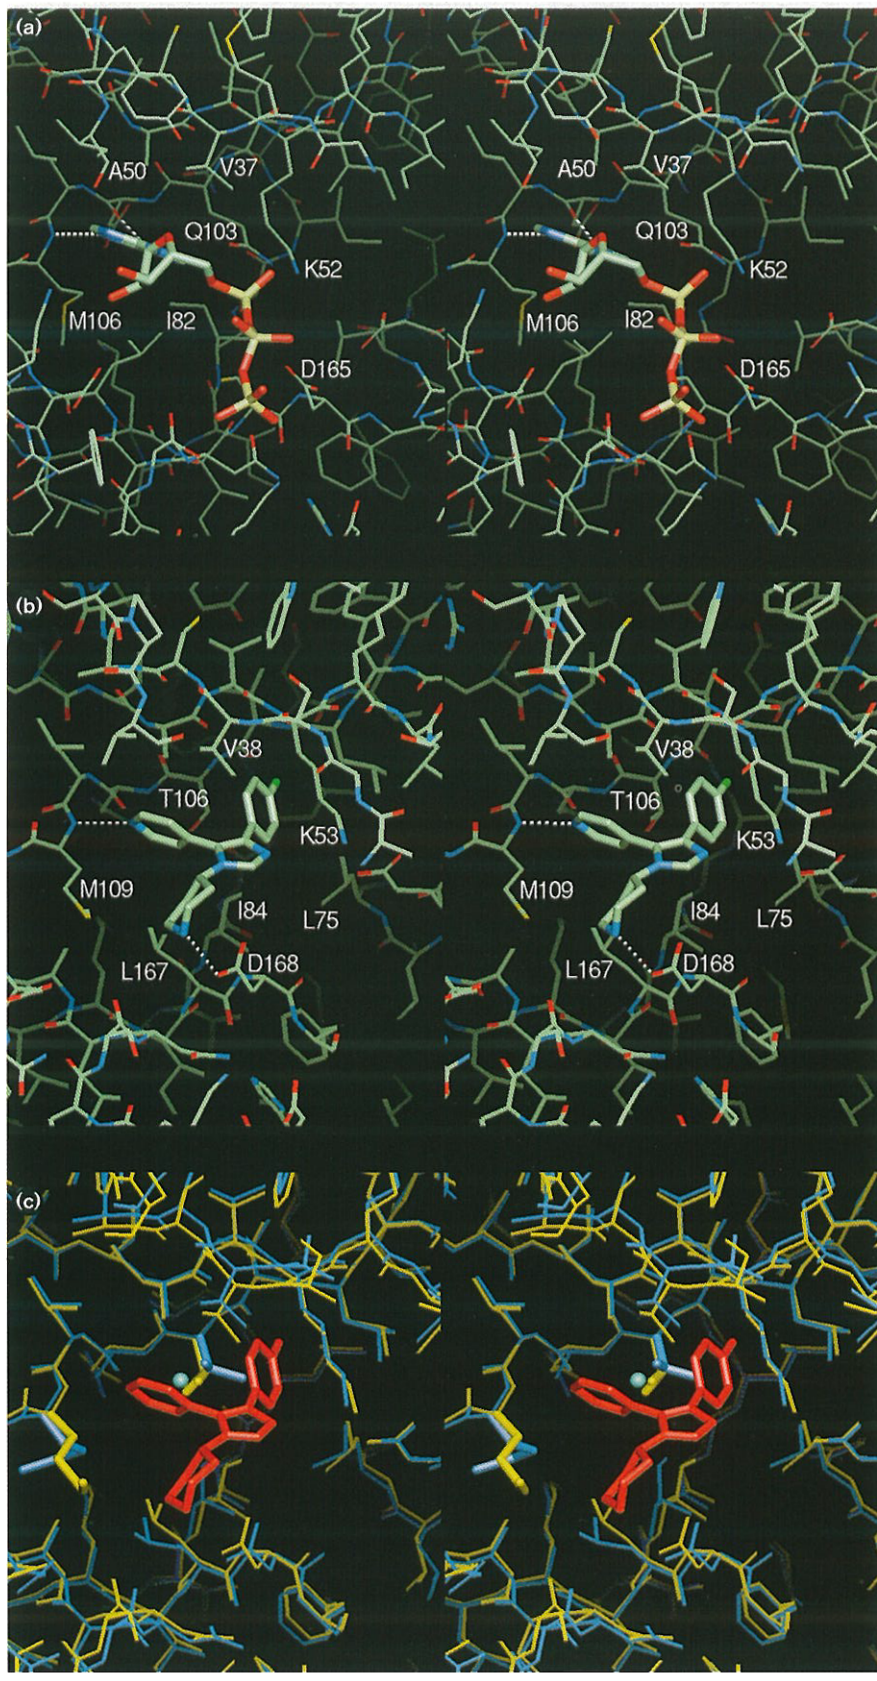 (a)
A50 V37 A50 V37
Q103 Q103
K52 K52
M106 I82 M106 I82
D165 D165
(b)
V38 V38
T106 T106
K53 K53
M109 M109
I84 L75 I84 L75
L167 D168 L167 D168
(c)